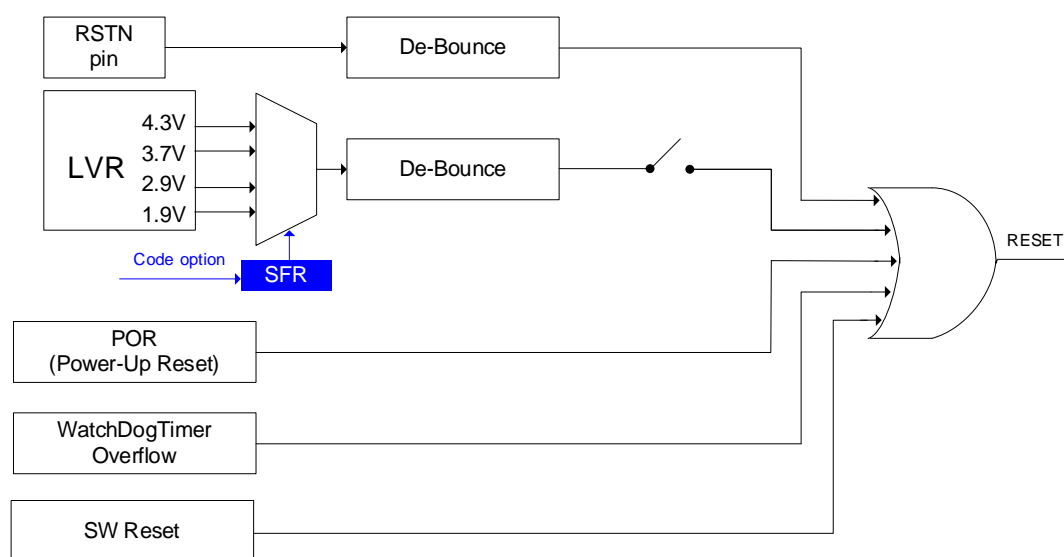 RSTN
pin
De-Bounce
LVR
4.3V
3.7V
2.9V
1.9V
De-Bounce
Code option
SFR
RESET
POR
(Power-Up Reset)
WatchDogTimer
Overflow
SW Reset